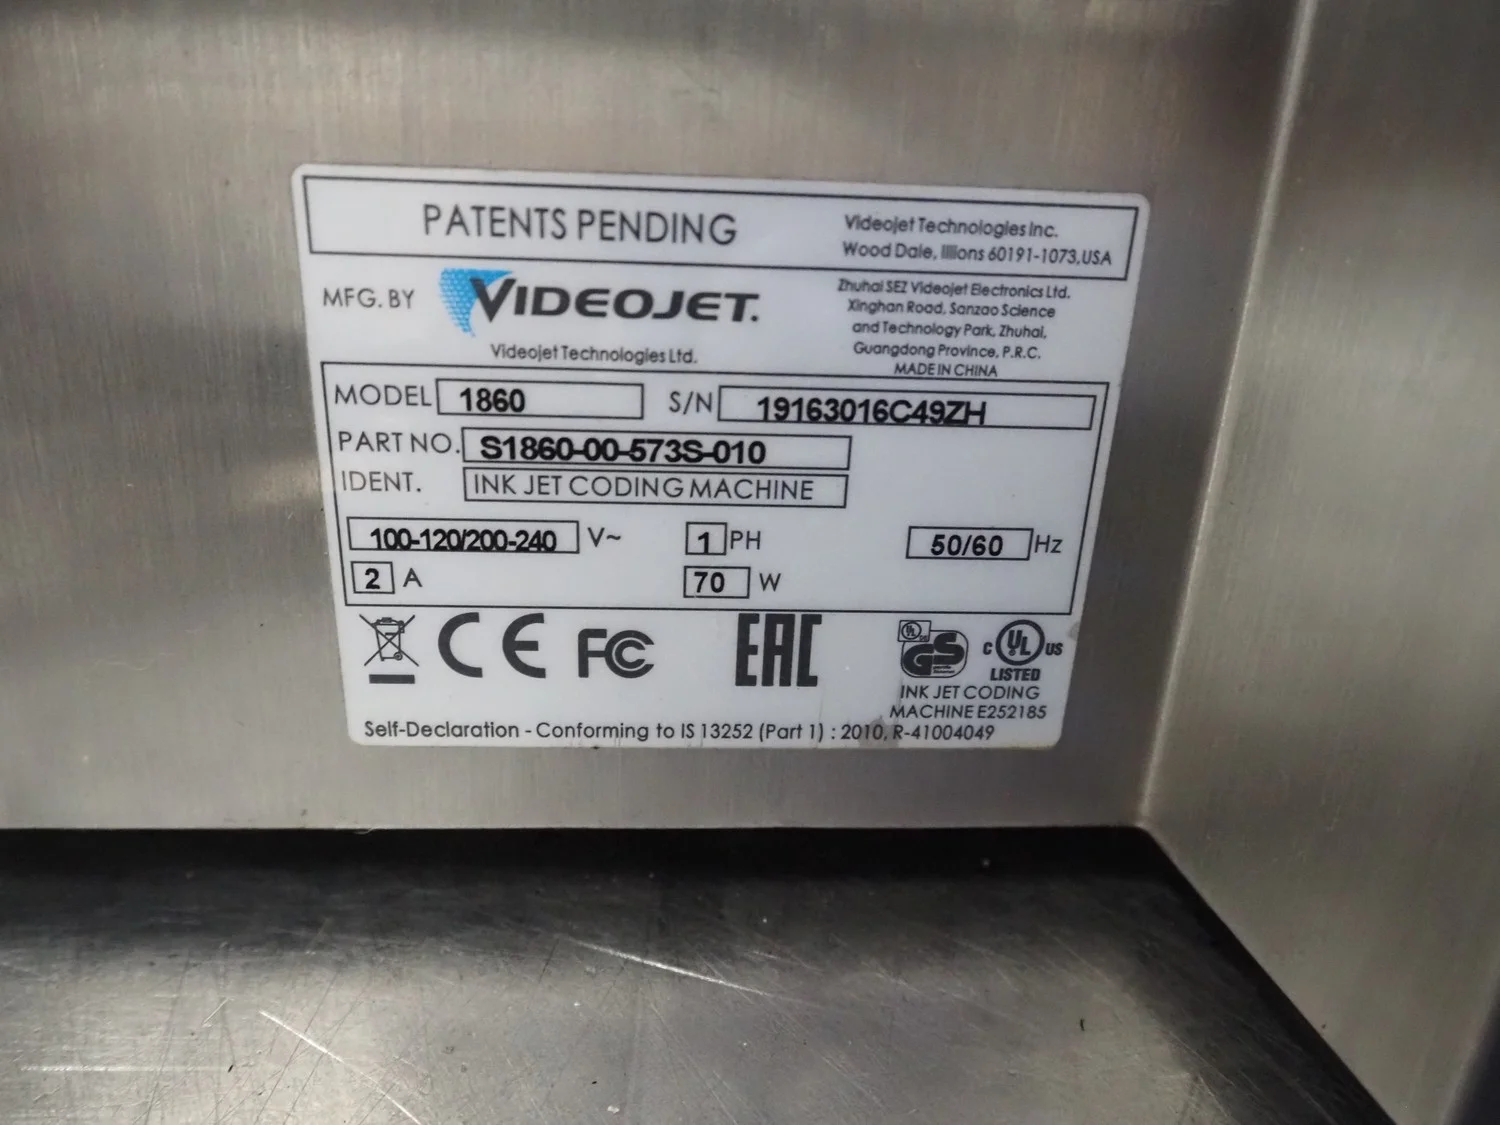 PATENTS PENDING
Videojet Technologies Inc.
Wood Dale, Illions 60191-1073,USA
MFG. BY
VIDEOJET.
Videojet Technologies Ltd.
Zhuhai SEZ Videojet Electronics Ltd.
Xinghan Road, Sanzao Science
and Technology Park, Zhuhai,
Guangdong Province, P.R.C.
MADE IN CHINA
MODEL 1860 S/N 19163016C49ZH
PART NO. S1860-00-573S-010
IDENT. INK JET CODING MACHINE
100-120/200-240 V~ 1 PH 50/60 Hz
2 A 70 W
CE FC EAC UL GS c UL US
LISTED
INK JET CODING
MACHINE E252185
Self-Declaration - Conforming to IS 13252 (Part 1) : 2010, R-41004049